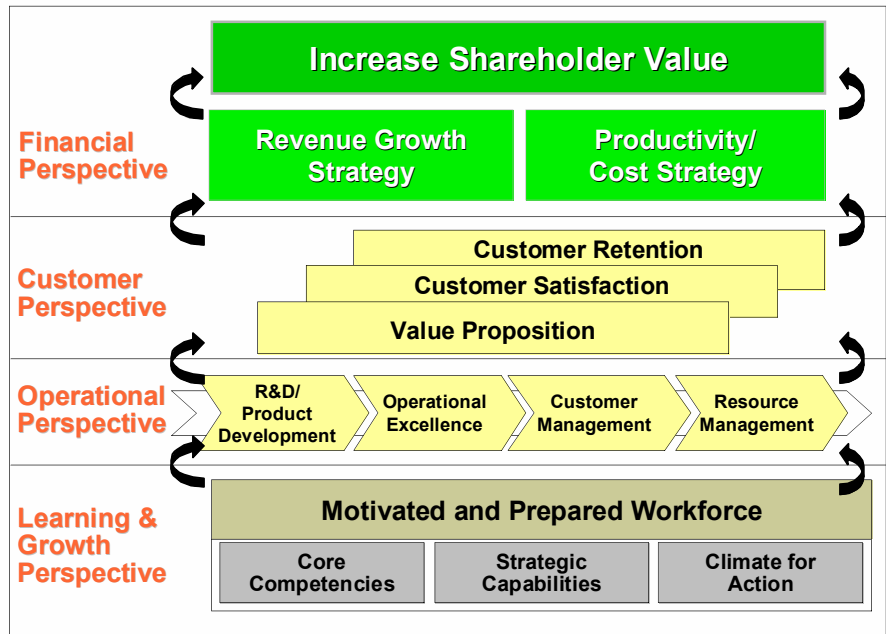 Increase Shareholder Value
Financial
Perspective
Revenue Growth
Strategy
Productivity/
Cost Strategy
Customer
Perspective
Customer Retention
Customer Satisfaction
Value Proposition
Operational
Perspective
R&D/
Product
Development
Operational
Excellence
Customer
Management
Resource
Management
Learning &
Growth
Perspective
Motivated and Prepared Workforce
Core
Competencies
Strategic
Capabilities
Climate for
Action